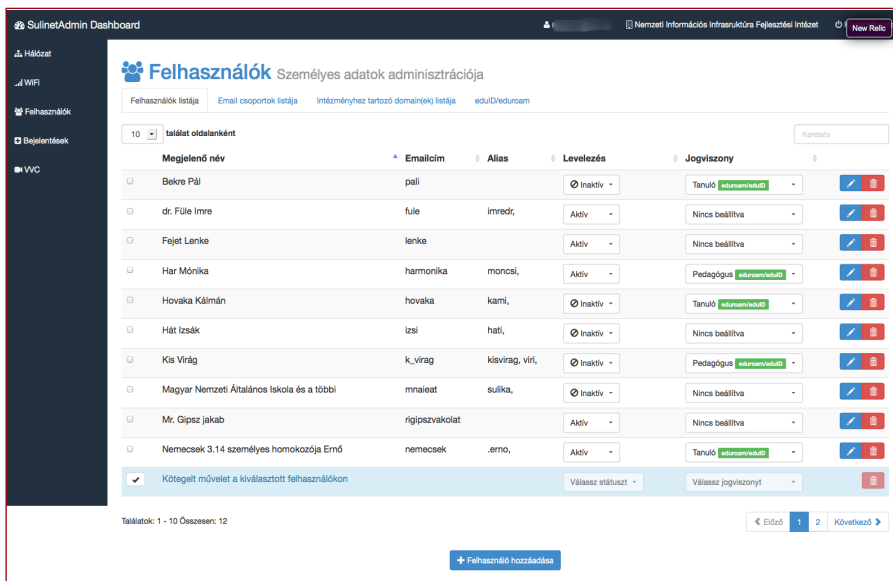 SulinetAdmin Dashboard
Nemzeti Információs Infrasruktúra Fejlesztési Intézet
New Relic
Hálózat
WiFi
Felhasználók
Bejelentések
VVC
Felhasználók Személyes adatok adminisztrációja
Felhasználók listája Email csoportok listája Intézményhez tartozó domain(ek) listája eduID/eduroam
10 találat oldalanként Keresés
Megjelenő név Emailcím Alias Levelezés Jogviszony
Bekre Pál pali Inaktív Tanuló eduroam/eduID
dr. Füle Imre fule imredr, Aktív Nincs beállítva
Fejet Lenke lenke Aktív Nincs beállítva
Har Mónika harmonika moncsi, Aktív Pedagógus eduroam/eduID
Hovaka Kálmán hovaka kami, Inaktív Tanuló eduroam/eduID
Hát Izsák izsi hati, Inaktív Nincs beállítva
Kis Virág k_virag kisvirag, viri, Inaktív Pedagógus eduroam/eduID
Magyar Nemzeti Általános Iskola és a többi mnaieat sulika, Inaktív Nincs beállítva
Mr. Gipsz jakab rigipszvakolat Aktív Nincs beállítva
Nemecsek 3.14 személyes homokozója Ernő nemecsek .erno, Aktív Tanuló eduroam/eduID
Kötegelt művelet a kiválasztott felhasználókon Válassz státuszt Válassz jogviszonyt
Találatok: 1 - 10 Összesen: 12 Előző 1 2 Következő
Felhasználó hozzáadása